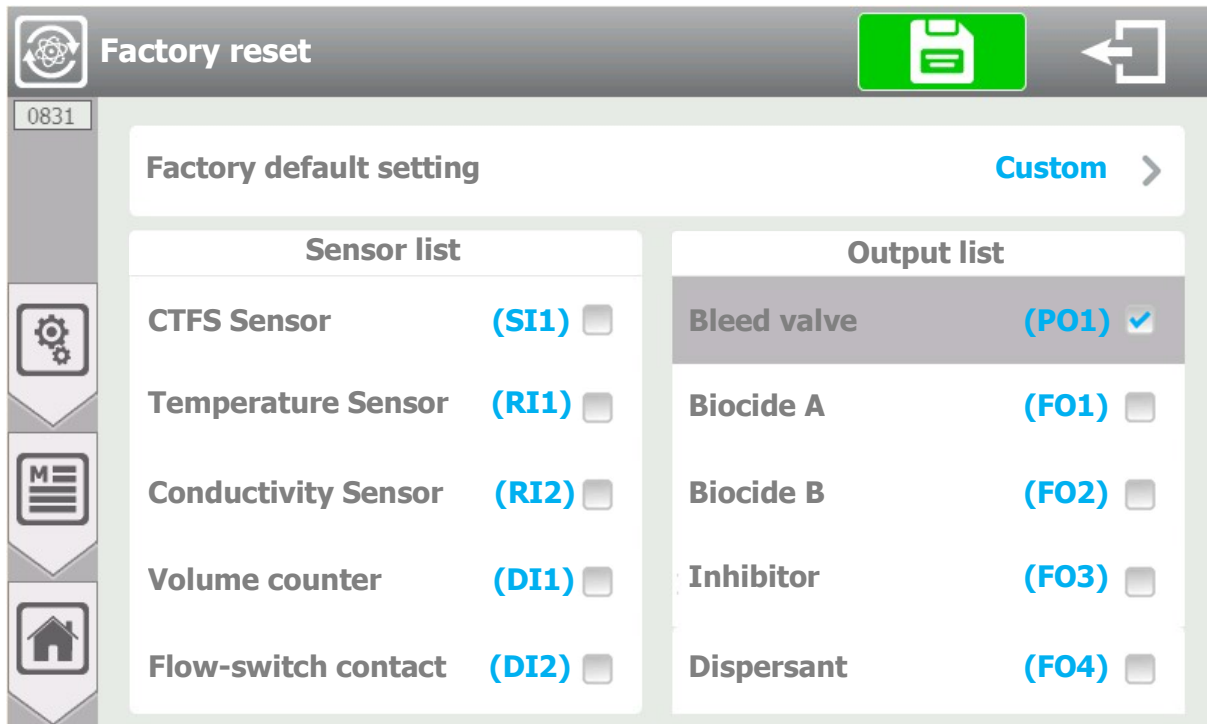 Factory reset
0831
Factory default setting Custom
Sensor list
CTFS Sensor (SI1)
Temperature Sensor (RI1)
Conductivity Sensor (RI2)
Volume counter (DI1)
Flow-switch contact (DI2)
Output list
Bleed valve (PO1)
Biocide A (FO1)
Biocide B (FO2)
Inhibitor (FO3)
Dispersant (FO4)
M